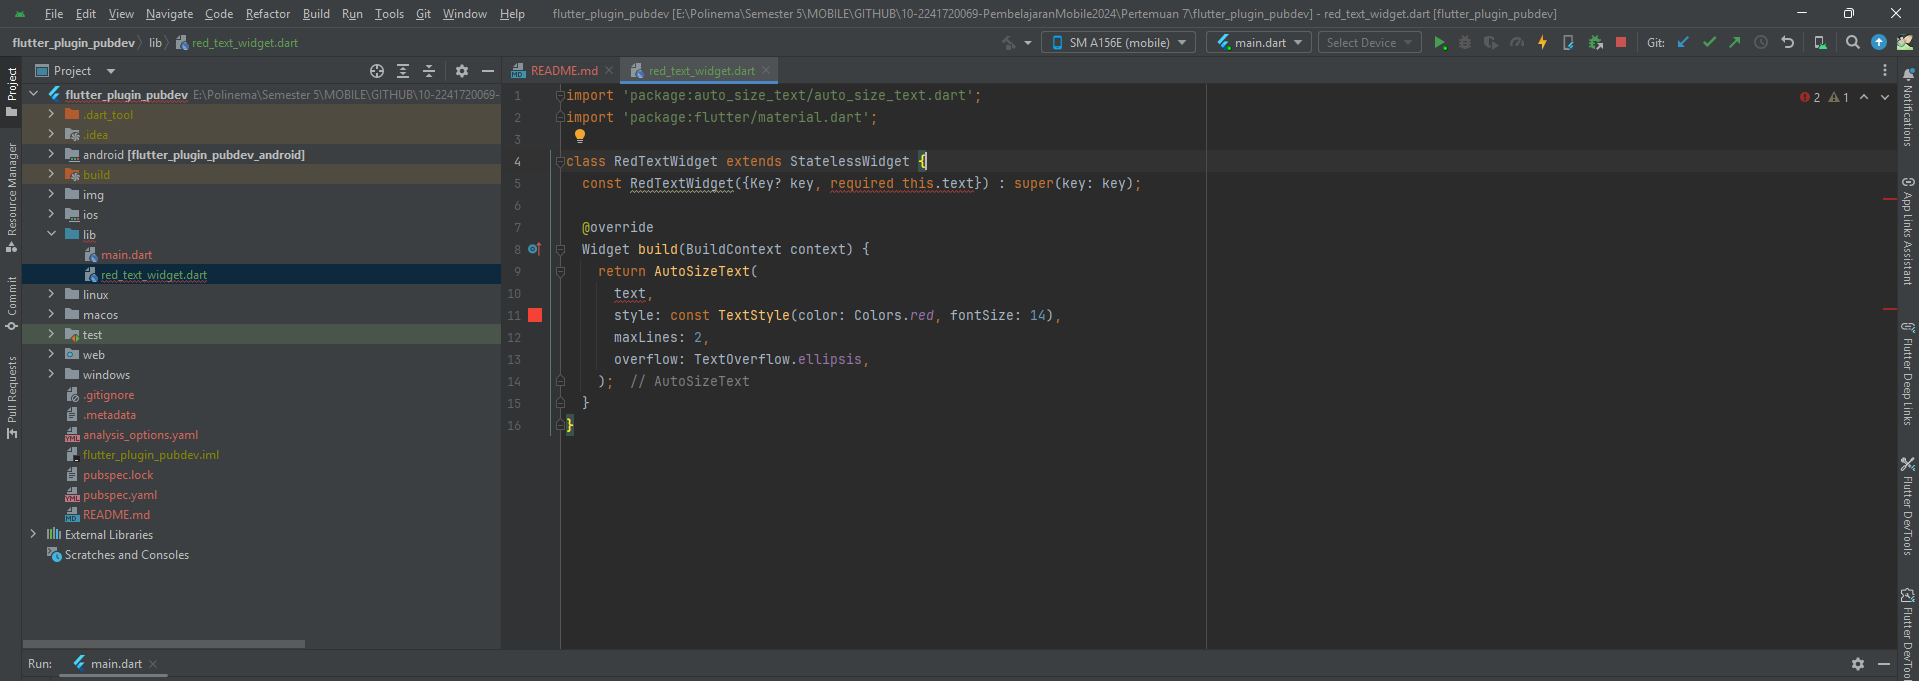 File Edit View Navigate Code Refactor Build Run Tools Git Window Help flutter_plugin_pubdev [E:\Polinema\Semester 5\MOBILE\GITHUB\10-2241720069-PembelajaranMobile2024\Pertemuan 7\flutter_plugin_pubdev] - red_text_widget.dart [flutter_plugin_pubdev]
flutter_plugin_pubdev lib red_text_widget.dart SM A156E (mobile) main.dart Select Device Git:
Project README.md red_text_widget.dart
flutter_plugin_pubdev E:\Polinema\Semester 5\MOBILE\GITHUB\10-2241720069-
.dart_tool
.idea
android [flutter_plugin_pubdev_android]
build
img
ios
lib
main.dart
red_text_widget.dart
linux
macos
test
web
windows
.gitignore
.metadata
analysis_options.yaml
flutter_plugin_pubdev.iml
pubspec.lock
pubspec.yaml
README.md
External Libraries
Scratches and Consoles
1 import 'package:auto_size_text/auto_size_text.dart';
2 import 'package:flutter/material.dart';
3
4 class RedTextWidget extends StatelessWidget {
5 const RedTextWidget({Key? key, required this.text}) : super(key: key);
6
7 @override
8 Widget build(BuildContext context) {
9 return AutoSizeText(
10 text,
11 style: const TextStyle(color: Colors.red, fontSize: 14),
12 maxLines: 2,
13 overflow: TextOverflow.ellipsis,
14 ); // AutoSizeText
15 }
16 }
2 1
Project
Resource Manager
Commit
Pull Requests
Notifications
App Links Assistant
Flutter Deep Links
Flutter DevTools
Flutter DevTool
Run: main.dart